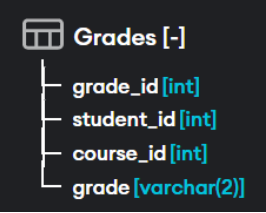 Grades [-]
grade_id [int]
student_id [int]
course_id [int]
grade [varchar(2)]